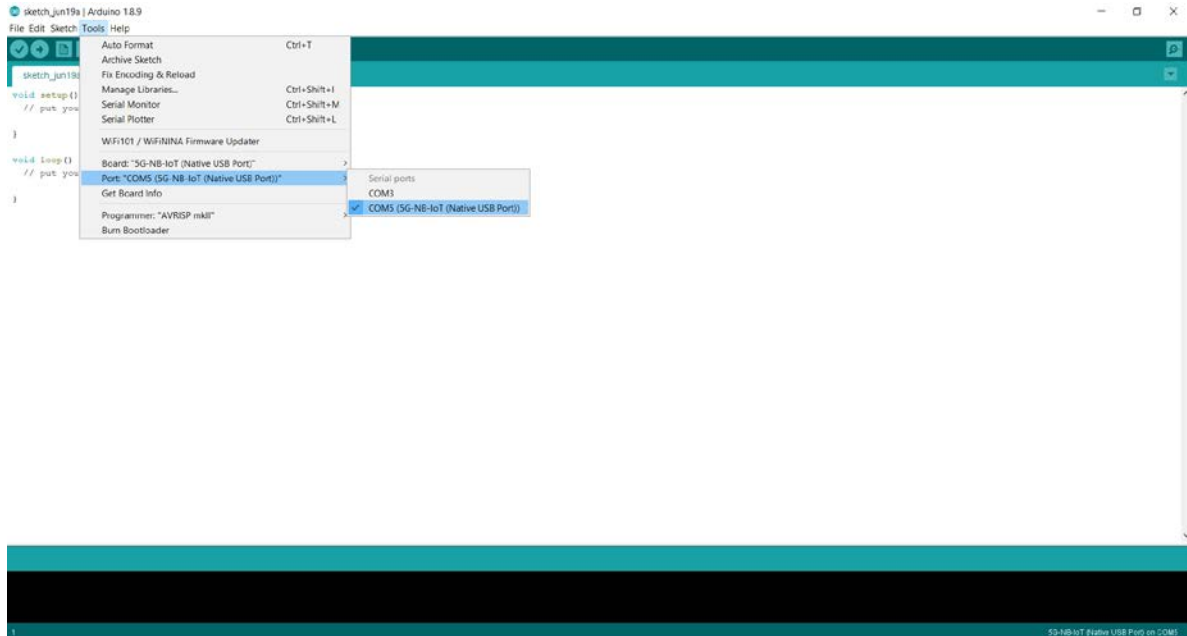 sketch_jun19a | Arduino 1.8.9
File Edit Sketch Tools Help
sketch_jun19a
void setup()
// put you
}
void loop()
// put you
}
Auto Format Ctrl+T
Archive Sketch
Fix Encoding & Reload
Manage Libraries... Ctrl+Shift+I
Serial Monitor Ctrl+Shift+M
Serial Plotter Ctrl+Shift+L
WiFi101 / WiFiNINA Firmware Updater
Board: "5G-NB-IoT (Native USB Port)"
Port: "COM5 (5G-NB-IoT (Native USB Port))"
Get Board Info
Programmer: "AVRISP mkII"
Burn Bootloader
Serial ports
COM3
COM5 (5G-NB-IoT (Native USB Port))
1
5G-NB-IoT (Native USB Port) on COM5